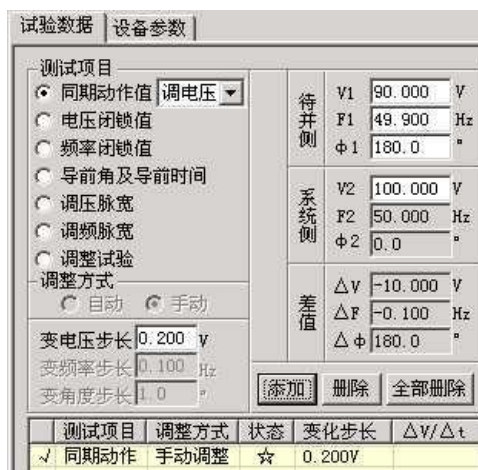 试验数据 设备参数
测试项目
同期动作值 调电压
电压闭锁值
频率闭锁值
导前角及导前时间
调压脉宽
调频脉宽
调整试验
调整方式
自动 手动
变电压步长 0.200 V
变频率步长 0.100 Hz
变角度步长 1.0 °
待并侧
V1 90.000 V
F1 49.900 Hz
φ1 180.0 °
系统侧
V2 100.000 V
F2 50.000 Hz
φ2 0.0 °
差值
△V -10.000 V
△F -0.100 Hz
△φ 180.0 °
添加 删除 全部删除
测试项目 调整方式 状态 变化步长 △V/△t
√ 同期动作 手动调整 ☆ 0.200V